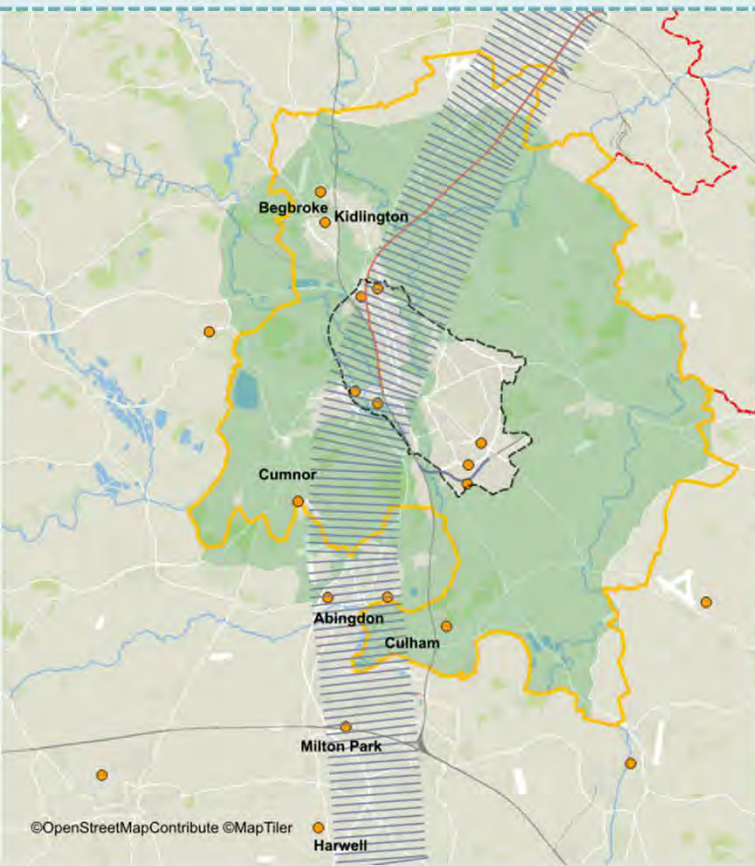 Begbroke
Kidlington
Cumnor
Abingdon
Culham
Milton Park
©OpenStreetMapContribute ©MapTiler
Harwell